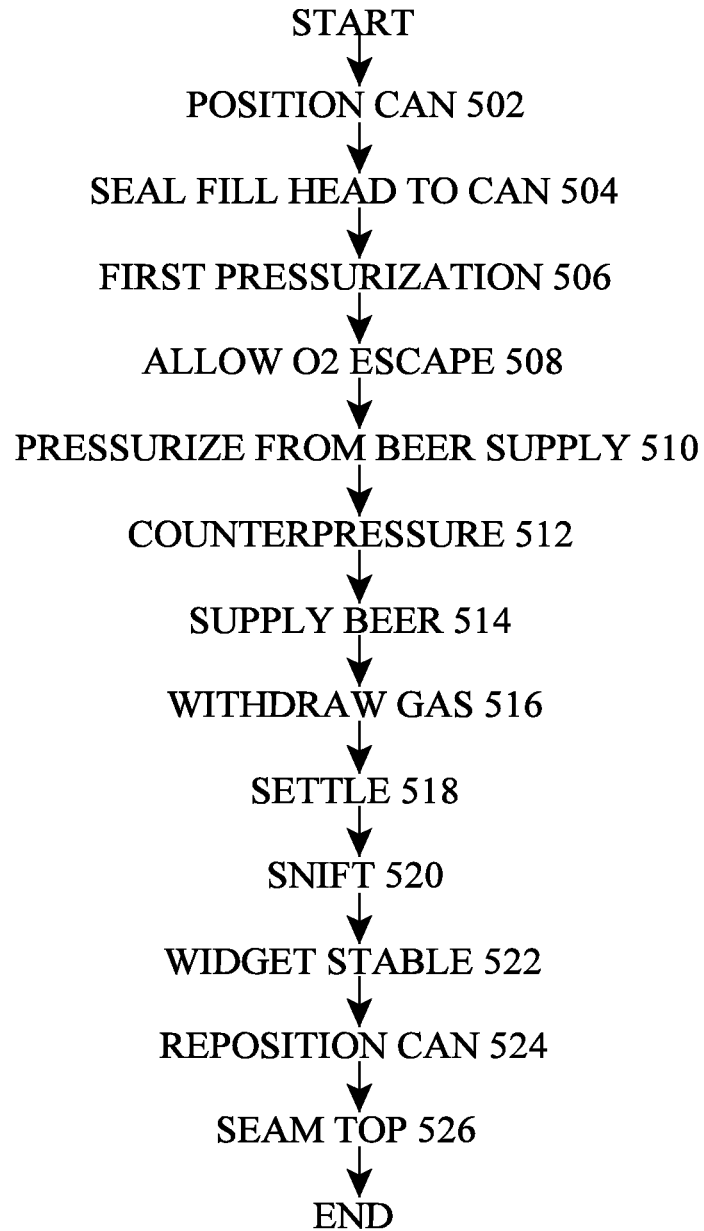 START
POSITION CAN 502
SEAL FILL HEAD TO CAN 504
FIRST PRESSURIZATION 506
ALLOW O2 ESCAPE 508
PRESSURIZE FROM BEER SUPPLY 510
COUNTERPRESSURE 512
SUPPLY BEER 514
WITHDRAW GAS 516
SETTLE 518
SNIFT 520
WIDGET STABLE 522
REPOSITION CAN 524
SEAM TOP 526
END